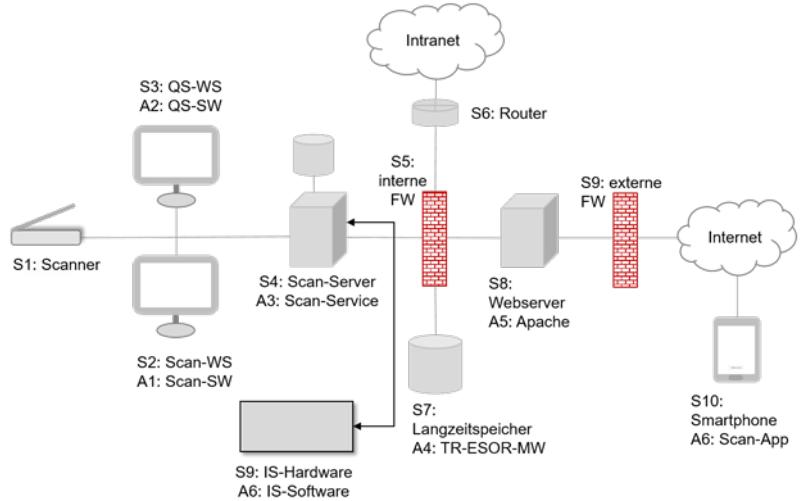 Intranet
S3: QS-WS
A2: QS-SW
S6: Router
S5:
interne
FW
S9: externe
FW
S1: Scanner
Internet
S4: Scan-Server
A3: Scan-Service
S8:
Webserver
A5: Apache
S2: Scan-WS
A1: Scan-SW
S7:
Langzeitspeicher
A4: TR-ESOR-MW
S10:
Smartphone
A6: Scan-App
S9: IS-Hardware
A6: IS-Software